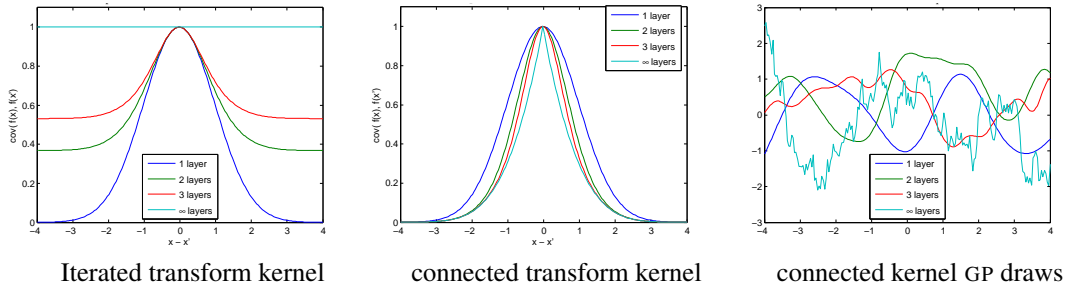 1
0.8
0.6
0.4
0.2
0
−4 −3 −2 −1 0 1 2 3 4
cov( f(x), f(x')
x − x'
1 layer
2 layers
3 layers
∞ layers
Iterated transform kernel
1
0.8
0.6
0.4
0.2
0
−4 −3 −2 −1 0 1 2 3 4
cov( f(x), f(x')
x − x'
1 layer
2 layers
3 layers
∞ layers
connected transform kernel
3
2
1
0
−1
−2
−3
−4 −3 −2 −1 0 1 2 3 4
1 layer
2 layers
3 layers
∞ layers
connected kernel GP draws